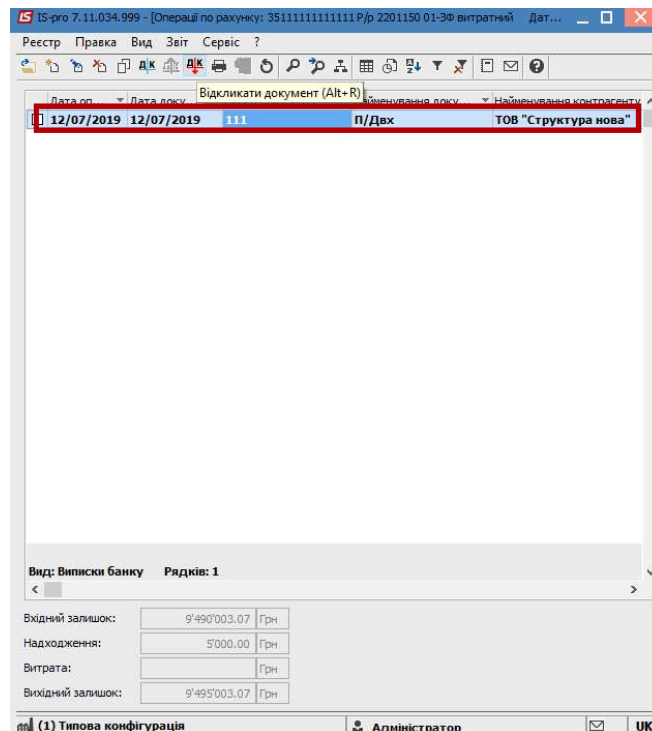 IS-pro 7.11.034.999 - [Операції по рахунку: 35111111111111 Р/р 2201150 01-ЗФ витратний Дат...
Реєстр Правка Вид Звіт Сервіс ?
Відкликати документ (Alt+R)
Дата оп... Дата доку... йменування доку... Найменування контрагенту
12/07/2019 12/07/2019 111 П/Двх ТОВ "Структура нова"
Вид: Виписки банку Рядків: 1
Вхідний залишок: 9'490'003.07 Грн
Надходження: 5'000.00 Грн
Витрата: Грн
Вихідний залишок: 9'495'003.07 Грн
(1) Типова конфігурація Адміністратор UK